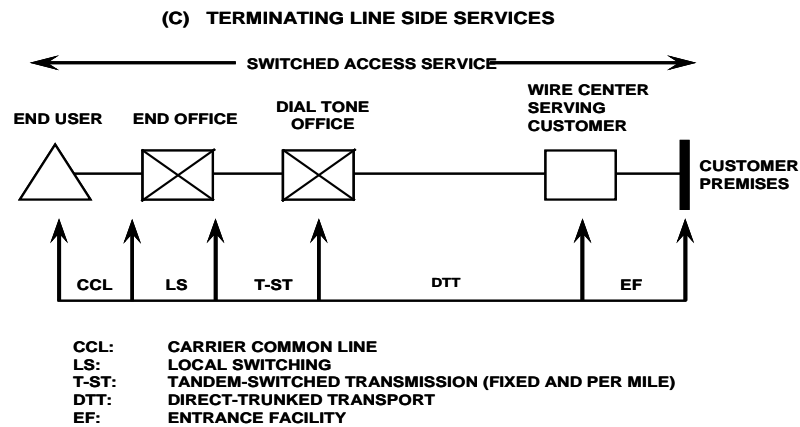 (C) TERMINATING LINE SIDE SERVICES
SWITCHED ACCESS SERVICE
END USER
END OFFICE
DIAL TONE
OFFICE
WIRE CENTER
SERVING
CUSTOMER
CUSTOMER
PREMISES
CCL
LS
T-ST
DTT
EF
CCL: CARRIER COMMON LINE
LS: LOCAL SWITCHING
T-ST: TANDEM-SWITCHED TRANSMISSION (FIXED AND PER MILE)
DTT: DIRECT-TRUNKED TRANSPORT
EF: ENTRANCE FACILITY